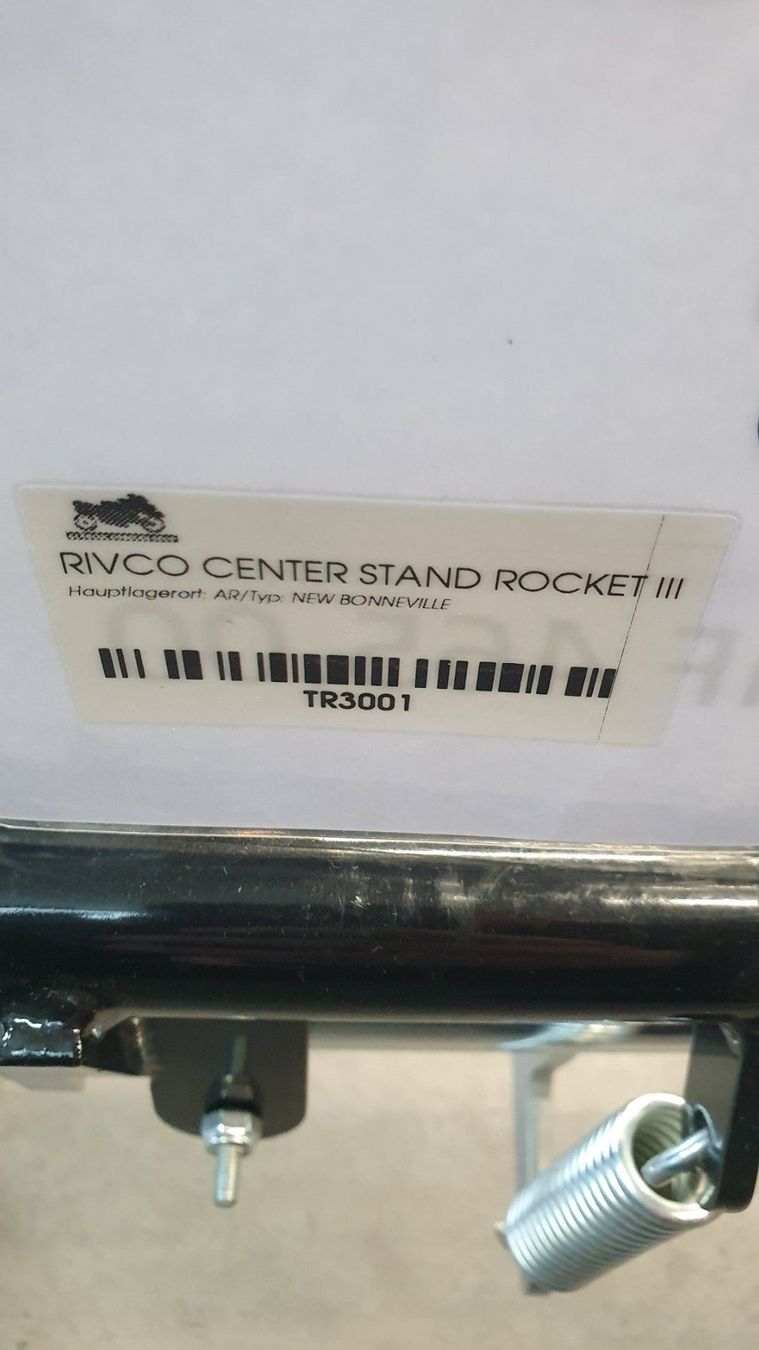 RIVCO CENTER STAND ROCKET III
Hauptlagerort: AR/Typ: NEW BONNEVILLE
TR3001